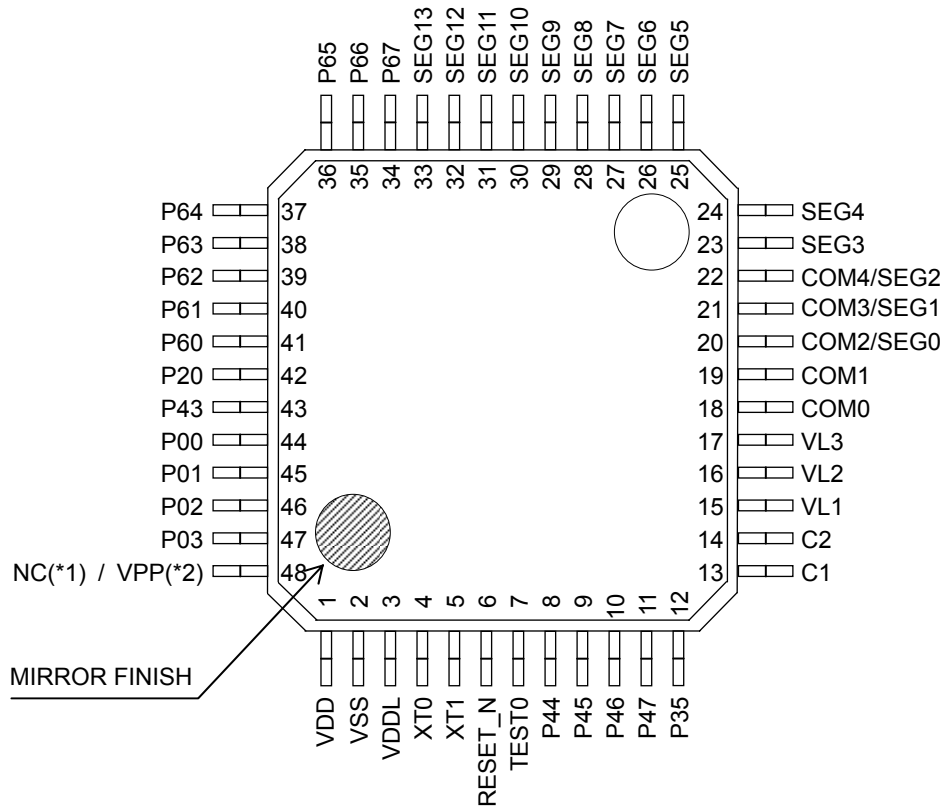 P65
P66
P67
SEG13
SEG12
SEG11
SEG10
SEG9
SEG8
SEG7
SEG6
SEG5
36
35
34
33
32
31
30
29
28
27
26
25
P64 37
P63 38
P62 39
P61 40
P60 41
P20 42
P43 43
P00 44
P01 45
P02 46
P03 47
NC(*1) / VPP(*2) 48
24 SEG4
23 SEG3
22 COM4/SEG2
21 COM3/SEG1
20 COM2/SEG0
19 COM1
18 COM0
17 VL3
16 VL2
15 VL1
14 C2
13 C1
1
2
3
4
5
6
7
8
9
10
11
12
MIRROR FINISH
VDD
VSS
VDDL
XT0
XT1
RESET_N
TEST0
P44
P45
P46
P47
P35